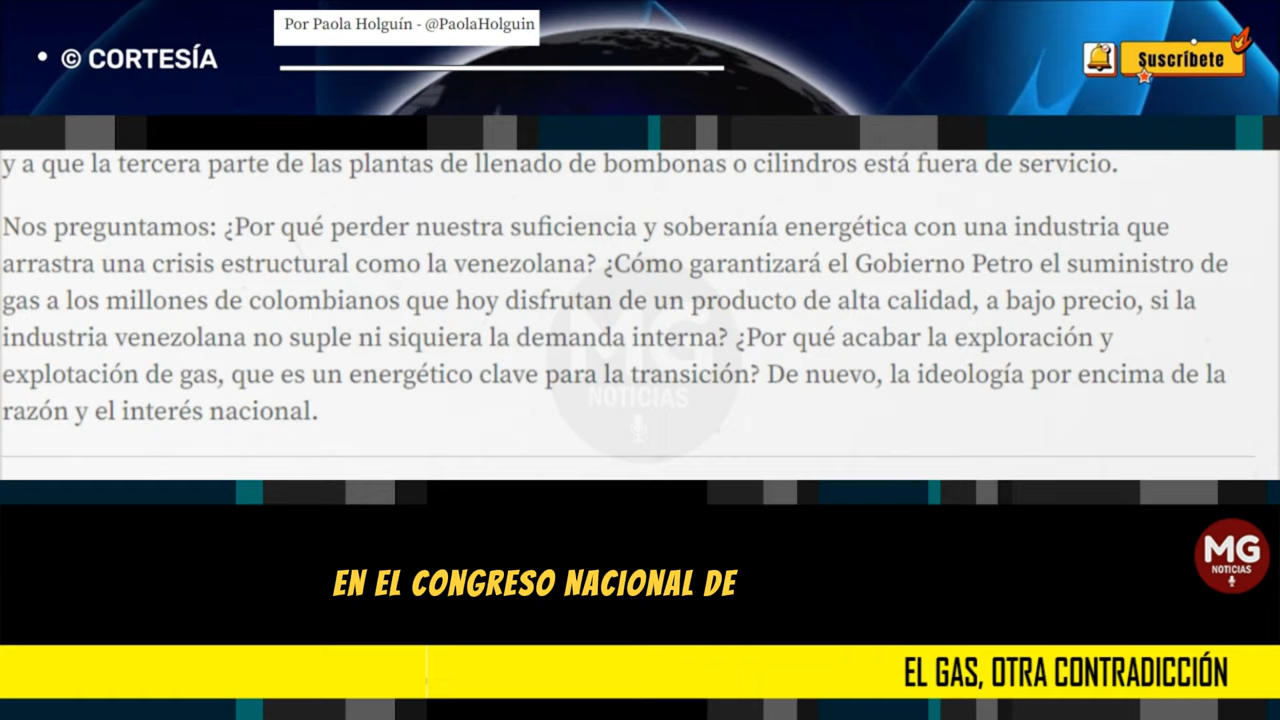 Por Paola Holguín - @PaolaHolguin
• © CORTESÍA
Suscríbete
y a que la tercera parte de las plantas de llenado de bombonas o cilindros está fuera de servicio.
Nos preguntamos: ¿Por qué perder nuestra suficiencia y soberanía energética con una industria que
arrastra una crisis estructural como la venezolana? ¿Cómo garantizará el Gobierno Petro el suministro de
gas a los millones de colombianos que hoy disfrutan de un producto de alta calidad, a bajo precio, si la
industria venezolana no suple ni siquiera la demanda interna? ¿Por qué acabar la exploración y
explotación de gas, que es un energético clave para la transición? De nuevo, la ideología por encima de la
razón y el interés nacional.
MG
NOTICIAS
EN EL CONGRESO NACIONAL DE
MG
NOTICIAS
EL GAS, OTRA CONTRADICCIÓN